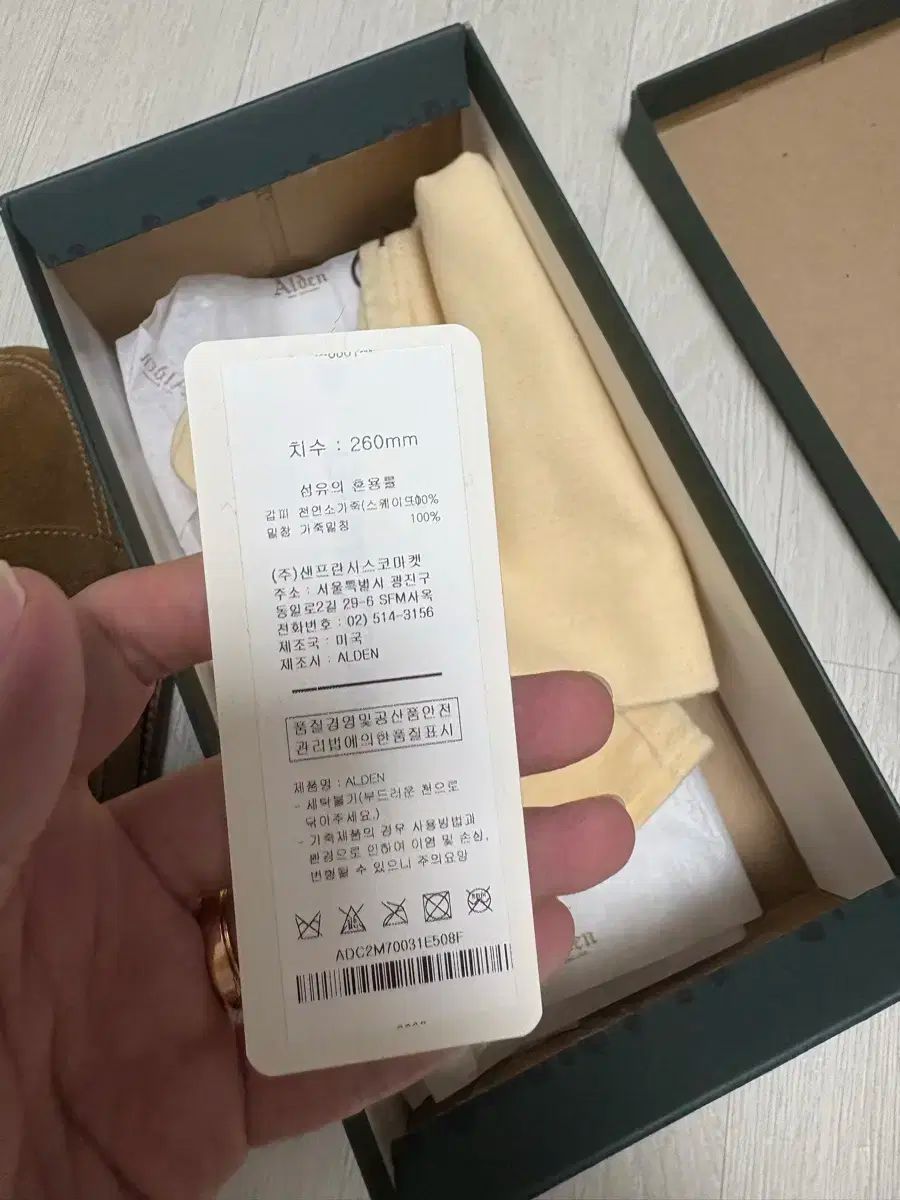 Alden
Alden
치수 : 260mm
섬유의 혼용률
갑피 천연소가죽(스웨이드)00%
밑창 가죽밑창 100%
(주)샌프란시스코마켓
주소 : 서울특별시 광진구
동일로2길 29-6 SFM사옥
전화번호 : 02) 514-3156
제조국 : 미국
제조사 : ALDEN
품질경영및공산품안전
관리법에의한품질표시
제품명 : ALDEN
- 세탁불가(부드러운 천으로
닦아주세요.)
- 가죽제품의 경우 사용방법과
환경으로 인하여 이염 및 손상,
변형될 수 있으니 주의요망
ADC2M70031E508F